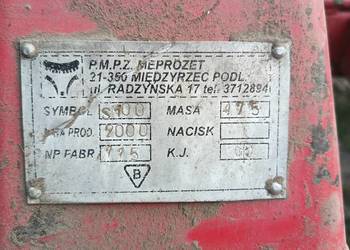 P.M.P.Z. MEPROZET
21-350 MIĘDZYRZEC PODL.
ul. RADZYŃSKA 17 tel. 3712894
SYMBOL S100 MASA 475
PROD. 2000 NACISK
NR FABR K.J.
B